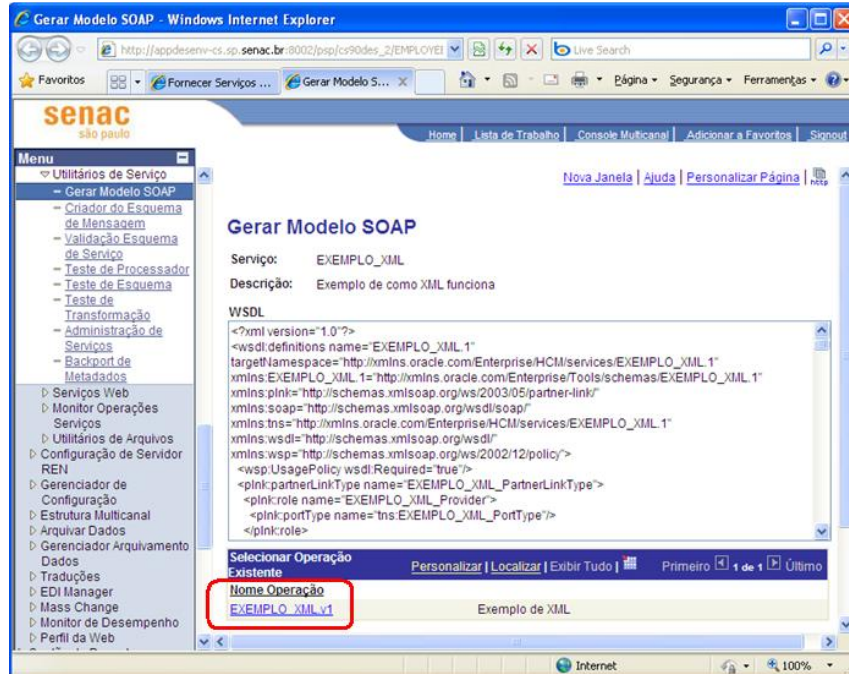 Gerar Modelo SOAP - Windows Internet Explorer
http://appdesenv-cs.sp.senac.br:8002/psp/cs90des_2/EMPLOYEE
Live Search
Favoritos
Fornecer Serviços ...
Gerar Modelo S...
Página
Segurança
Ferramentas
senac
são paulo
Home | Lista de Trabalho | Console Multicanal | Adicionar a Favoritos | Signout
Menu
Utilitários de Serviço
– Gerar Modelo SOAP
– Criador do Esquema
de Mensagem
– Validação Esquema
de Serviço
– Teste de Processador
– Teste de Esquema
– Teste de
Transformação
– Administração de
Serviços
– Backport de
Metadados
Serviços Web
Monitor Operações
Serviços
Utilitários de Arquivos
Configuração de Servidor
REN
Gerenciador de
Configuração
Estrutura Multicanal
Arquivar Dados
Gerenciador Arquivamento
Dados
Traduções
EDI Manager
Mass Change
Monitor de Desempenho
Perfil da Web
Nova Janela | Ajuda | Personalizar Página | http
Gerar Modelo SOAP
Serviço: EXEMPLO_XML
Descrição: Exemplo de como XML funciona
WSDL
<?xml version="1.0"?>
<wsdl:definitions name="EXEMPLO_XML.1"
targetNamespace="http://xmlns.oracle.com/Enterprise/HCM/services/EXEMPLO_XML.1"
xmlns:EXEMPLO_XML.1="http://xmlns.oracle.com/Enterprise/Tools/schemas/EXEMPLO_XML.1"
xmlns:plnk="http://schemas.xmlsoap.org/ws/2003/05/partner-link/"
xmlns:soap="http://schemas.xmlsoap.org/wsdl/soap/"
xmlns:tns="http://xmlns.oracle.com/Enterprise/HCM/services/EXEMPLO_XML.1"
xmlns:wsdl="http://schemas.xmlsoap.org/wsdl/"
xmlns:wsp="http://schemas.xmlsoap.org/ws/2002/12/policy">
<wsp:UsagePolicy wsdl:Required="true"/>
<plnk:partnerLinkType name="EXEMPLO_XML_PartnerLinkType">
<plnk:role name="EXEMPLO_XML_Provider">
<plnk:portType name="tns:EXEMPLO_XML_PortType"/>
</plnk:role>
Selecionar Operação
Existente
Personalizar | Localizar | Exibir Tudo |
Primeiro 1 de 1 Último
Nome Operação
EXEMPLO_XML.v1
Exemplo de XML
Internet
100%